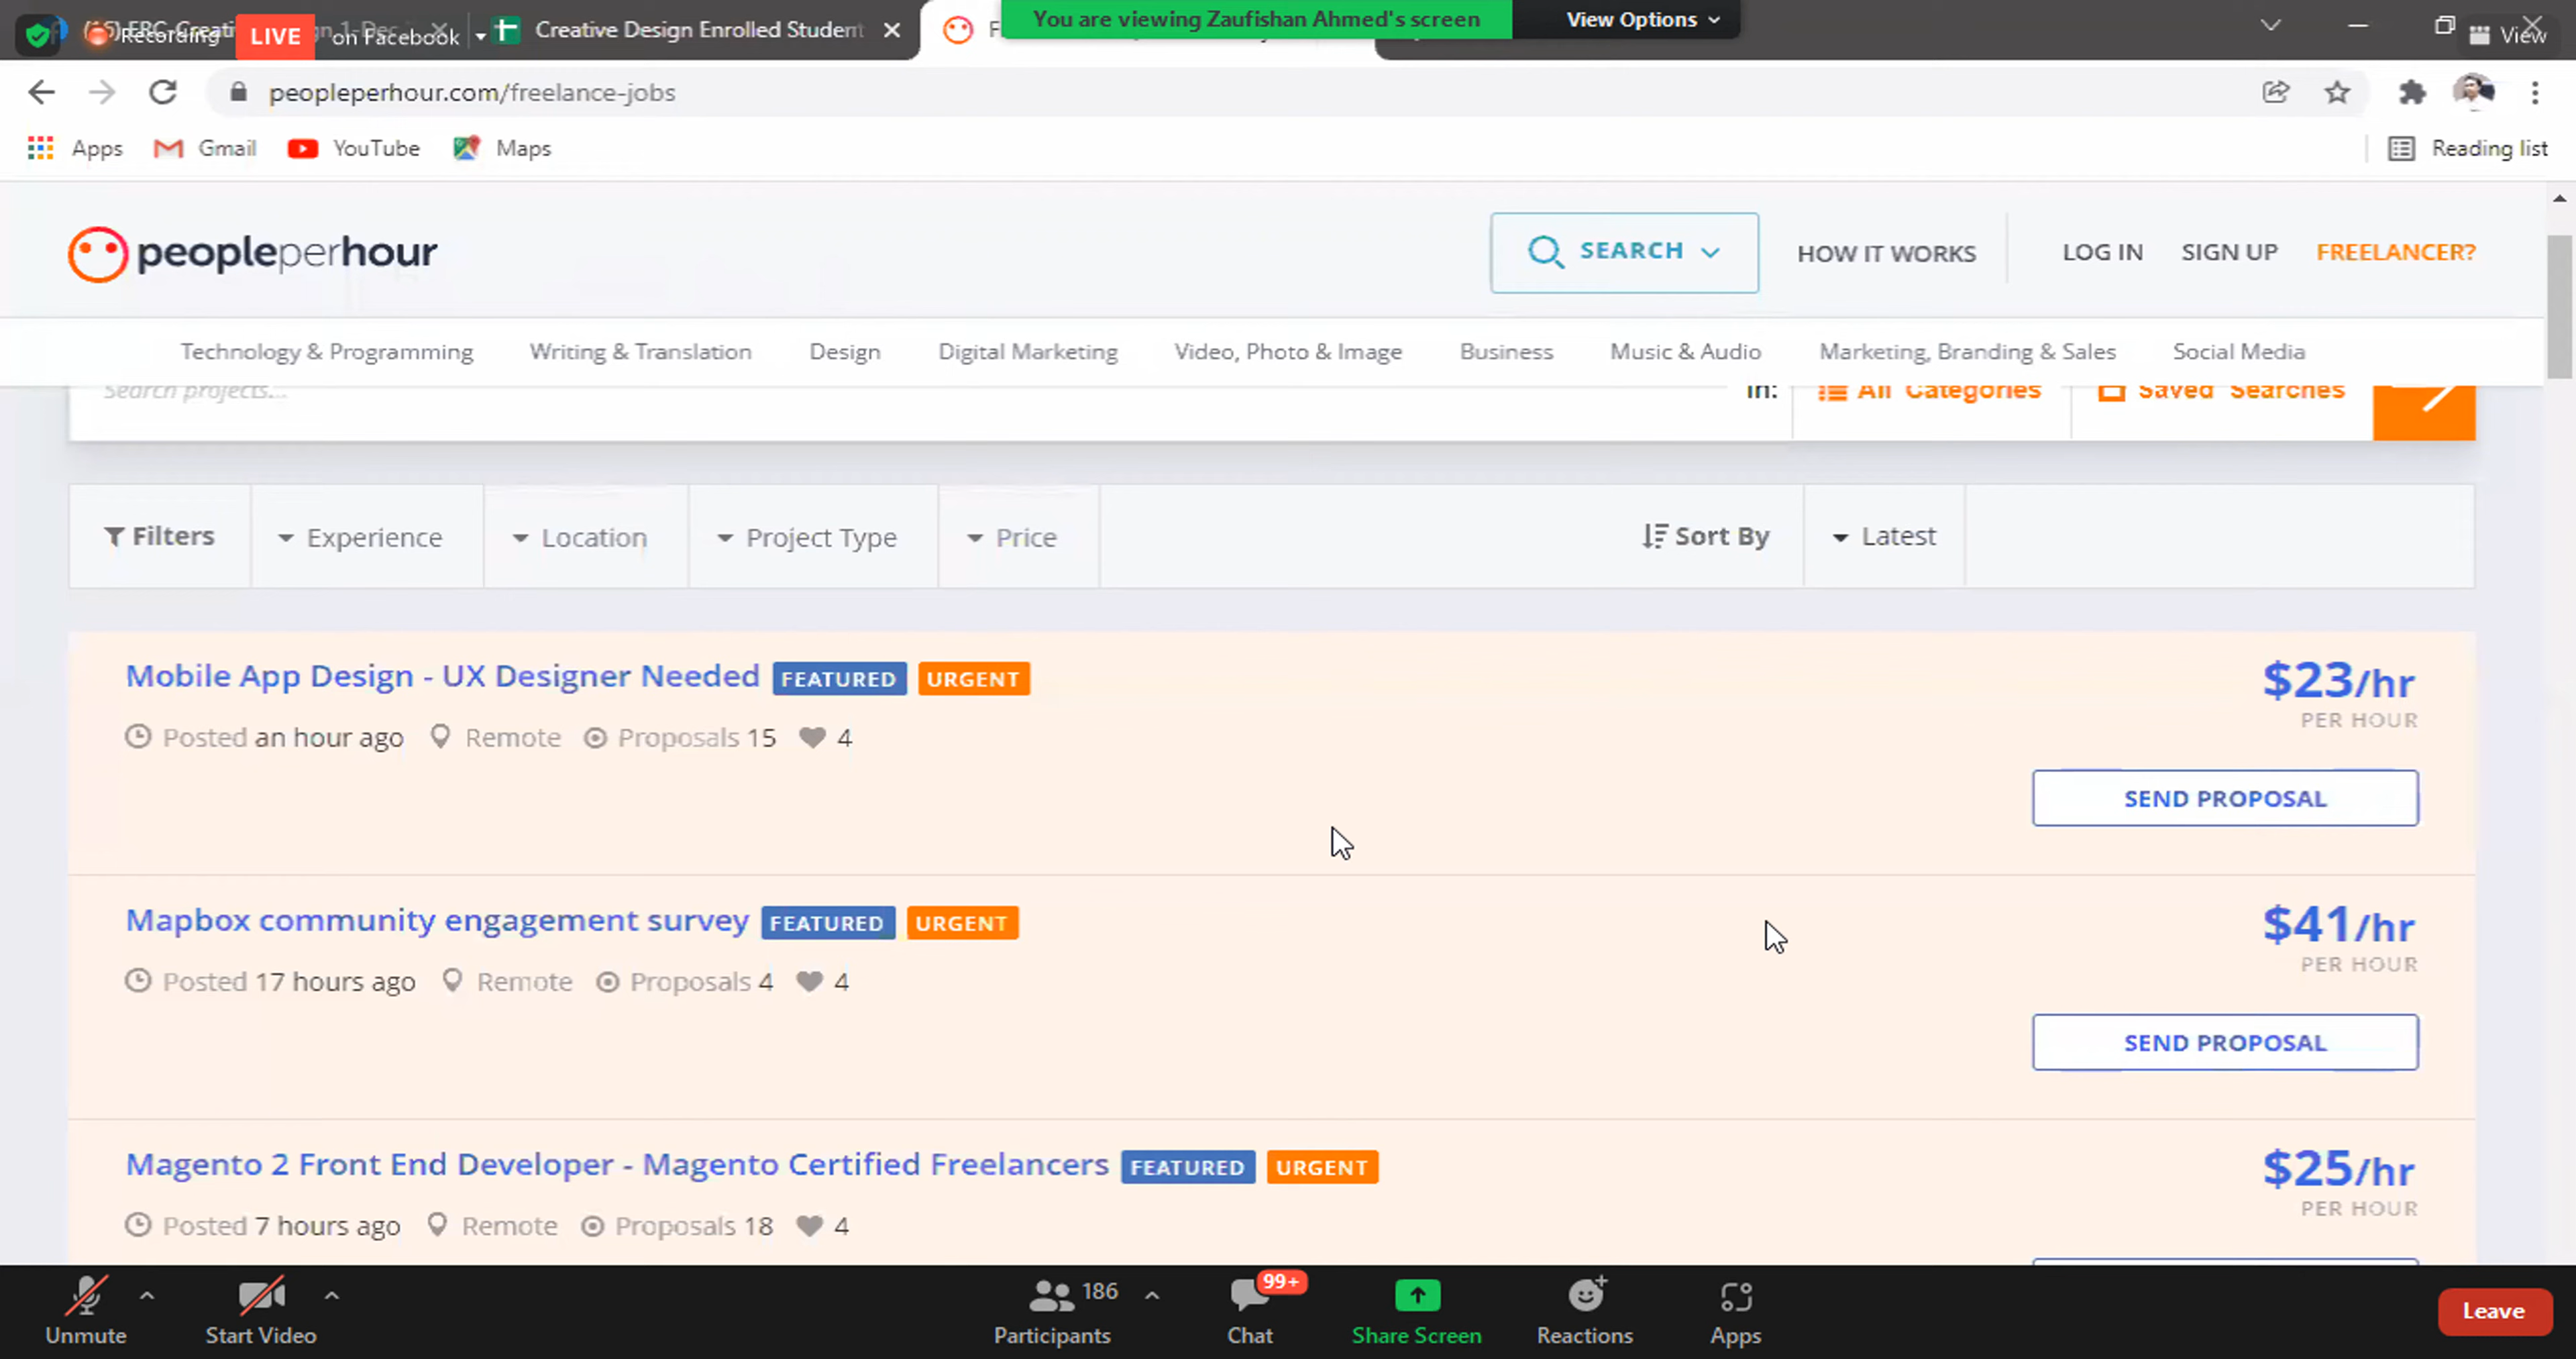 Recording LIVE on Facebook
Creative Design Enrolled Student
You are viewing Zaufishan Ahmed's screen View Options
View
peopleperhour.com/freelance-jobs
Apps Gmail YouTube Maps Reading list
peopleperhour SEARCH HOW IT WORKS LOG IN SIGN UP FREELANCER?
Technology & Programming Writing & Translation Design Digital Marketing Video, Photo & Image Business Music & Audio Marketing, Branding & Sales Social Media
Search projects... In: All Categories Saved Searches
Filters Experience Location Project Type Price Sort By Latest
Mobile App Design - UX Designer Needed FEATURED URGENT $23/hr
PER HOUR
Posted an hour ago Remote Proposals 15 4
SEND PROPOSAL
Mapbox community engagement survey FEATURED URGENT $41/hr
PER HOUR
Posted 17 hours ago Remote Proposals 4 4
SEND PROPOSAL
Magento 2 Front End Developer - Magento Certified Freelancers FEATURED URGENT $25/hr
PER HOUR
Posted 7 hours ago Remote Proposals 18 4
186 99+
Unmute Start Video Participants Chat Share Screen Reactions Apps Leave